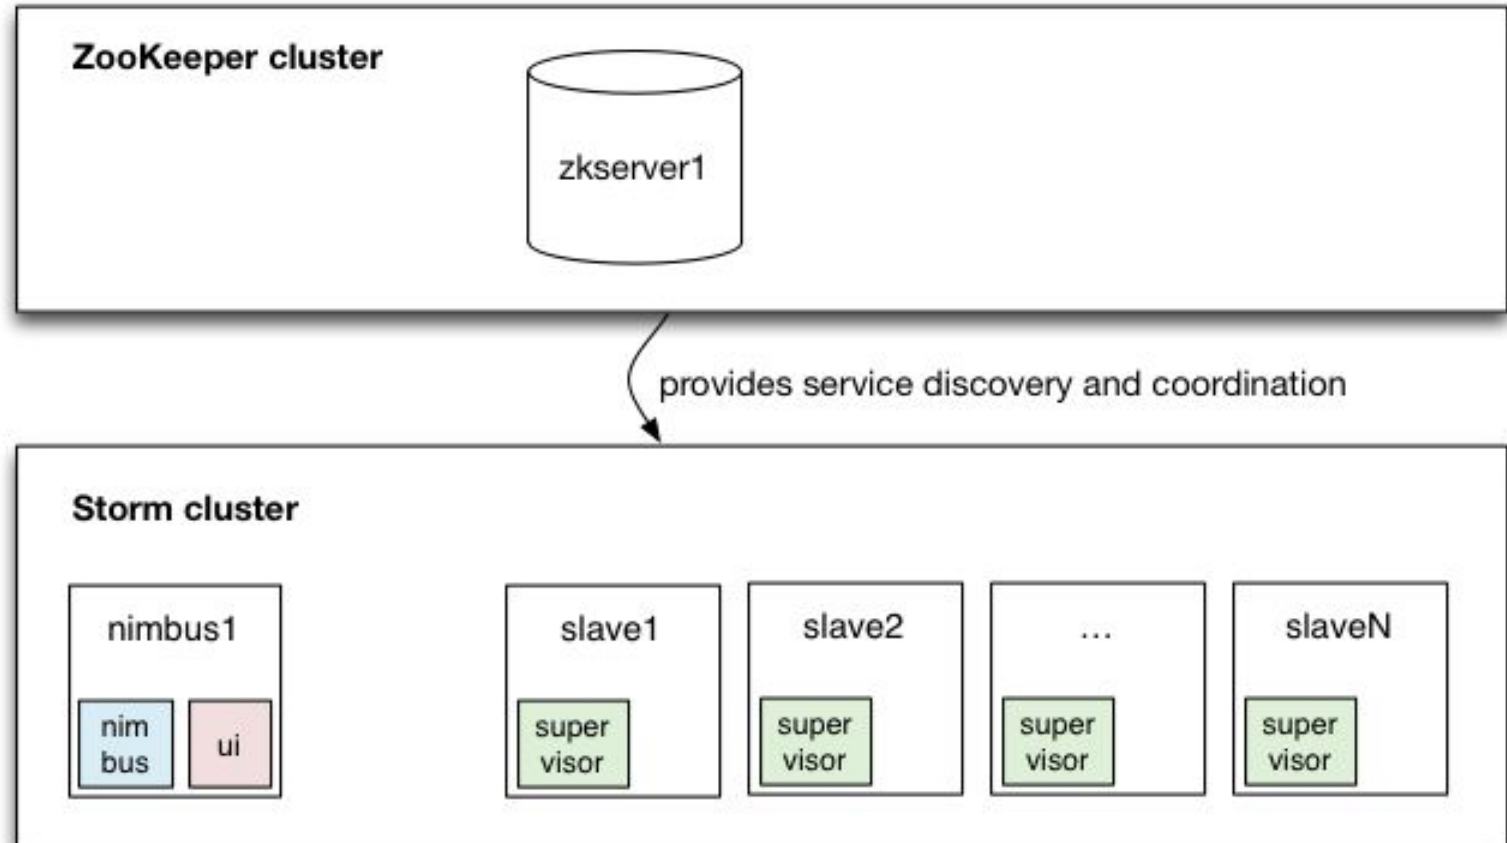 ZooKeeper cluster
zkserver1
provides service discovery and coordination
Storm cluster
nimbus1
nim
bus
ui
slave1
super
visor
slave2
super
visor
...
super
visor
slaveN
super
visor